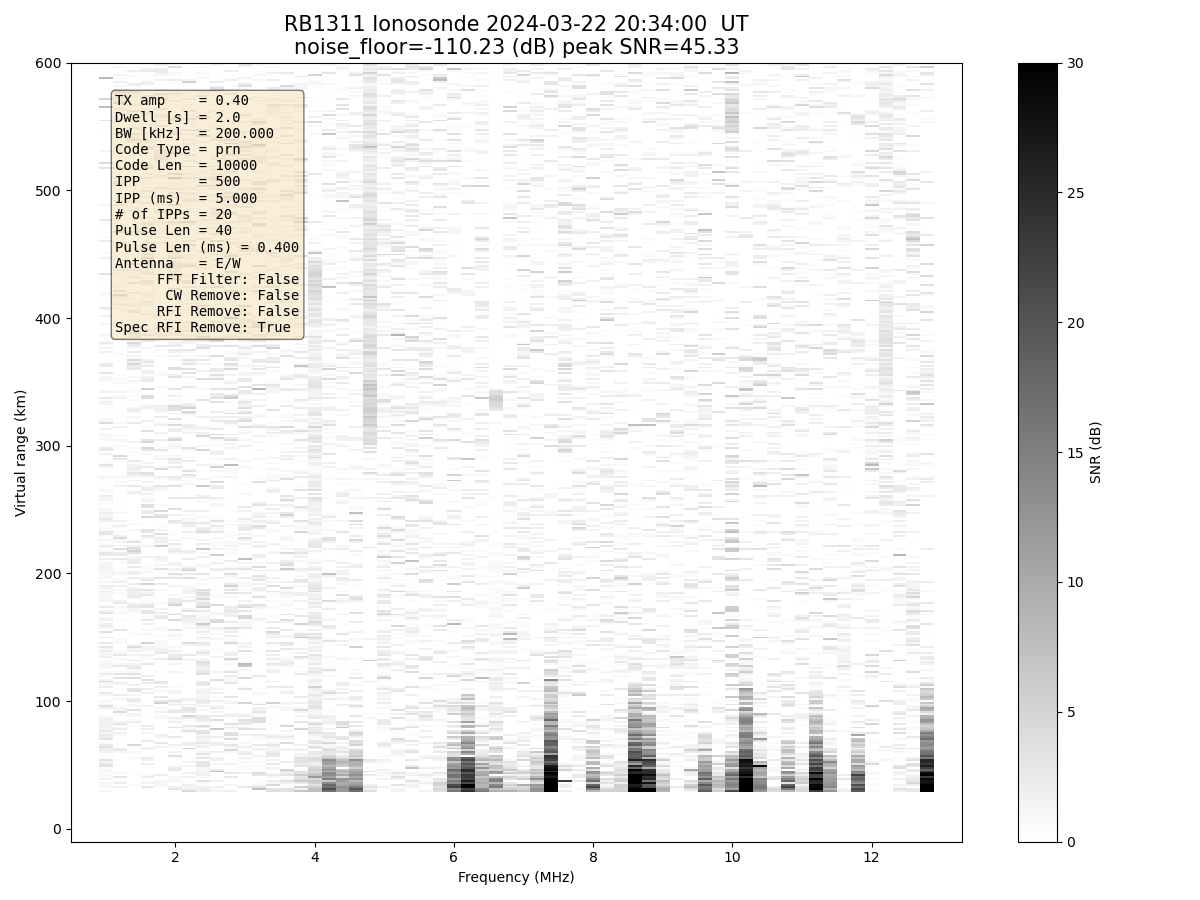 RB1311 Ionosonde 2024-03-22 20:34:00  UT
noise_floor=-110.23 (dB) peak SNR=45.33
TX amp    = 0.40
Dwell [s] = 2.0
BW [kHz]  = 200.000
Code Type = prn
Code Len  = 10000
IPP       = 500
IPP (ms)  = 5.000
# of IPPs = 20
Pulse Len = 40
Pulse Len (ms) = 0.400
Antenna   = E/W
FFT Filter: False
CW Remove: False
RFI Remove: False
Spec RFI Remove: True
600
500
400
300
200
100
0
Virtual range (km)
2
4
6
8
10
12
Frequency (MHz)
30
25
20
15
10
5
0
SNR (dB)